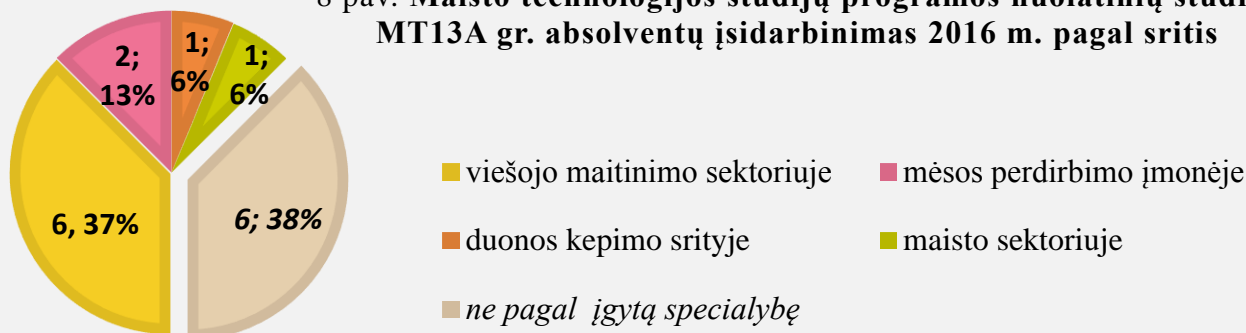 8 pav. Maisto technologijos studijų programos nuolatinių
MT13A gr. absolventų įsidarbinimas 2016 m. pagal sritis
2;
13%
1;
6%
1;
6%
6, 37%
6; 38%
viešojo maitinimo sektoriuje
mėsos perdirbimo įmonėje
duonos kepimo srityje
maisto sektoriuje
ne pagal įgytą specialybę